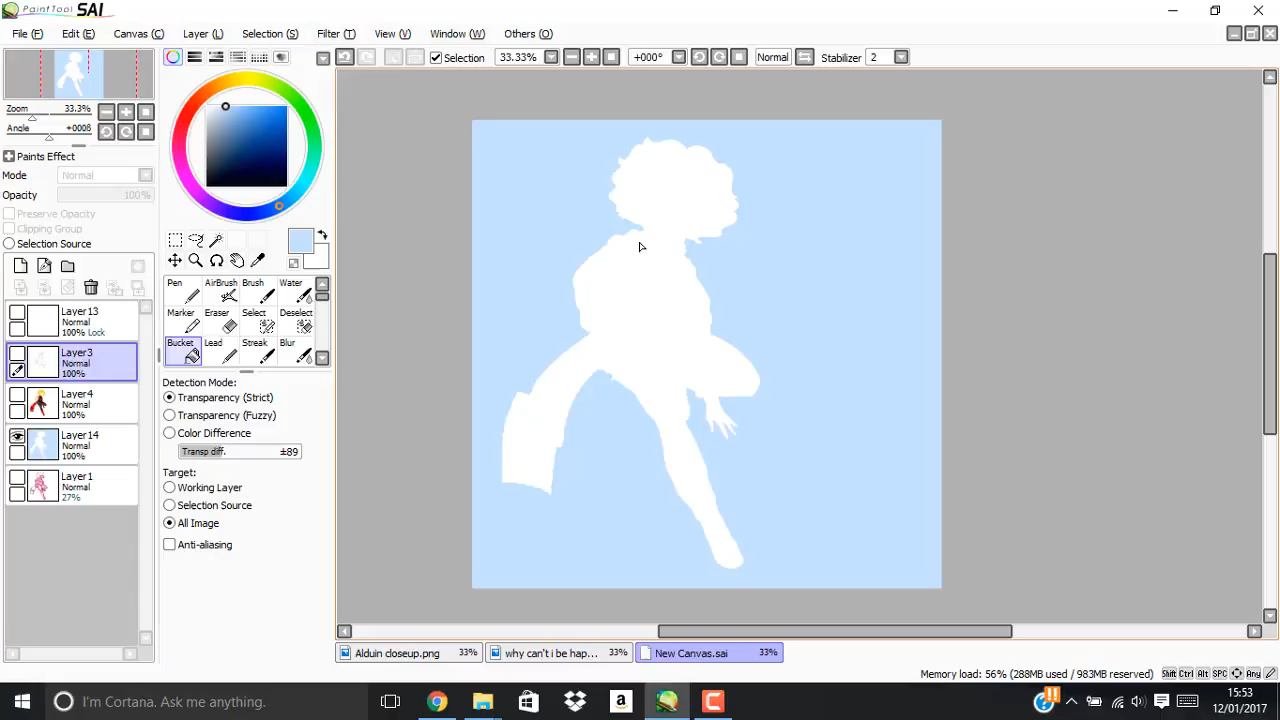 PaintTool SAI
File (F) Edit (E) Canvas (C) Layer (L) Selection (S) Filter (T) View (V) Window (W) Others (O)
Selection 33.33% +000° Normal Stabilizer 2
Zoom 33.3%
Angle +000δ
Paints Effect
Mode Normal
Opacity 100%
Preserve Opacity
Clipping Group
Selection Source
Layer13
Normal
100% Lock
Layer3
Normal
100%
Layer4
Normal
100%
Layer14
Normal
100%
Layer1
Normal
27%
Pen AirBrush Brush Water
Marker Eraser Select Deselect
Bucket Lead Streak Blur
Detection Mode:
Transparency (Strict)
Transparency (Fuzzy)
Color Difference
Transp diff. ±89
Target:
Working Layer
Selection Source
All Image
Anti-aliasing
Alduin closeup.png 33% why can't i be hap... 33% New Canvas.sai 33%
Memory load: 56% (288MB used / 983MB reserved) Shift Ctrl Alt SPC Any
I'm Cortana. Ask me anything.
15:53
12/01/2017